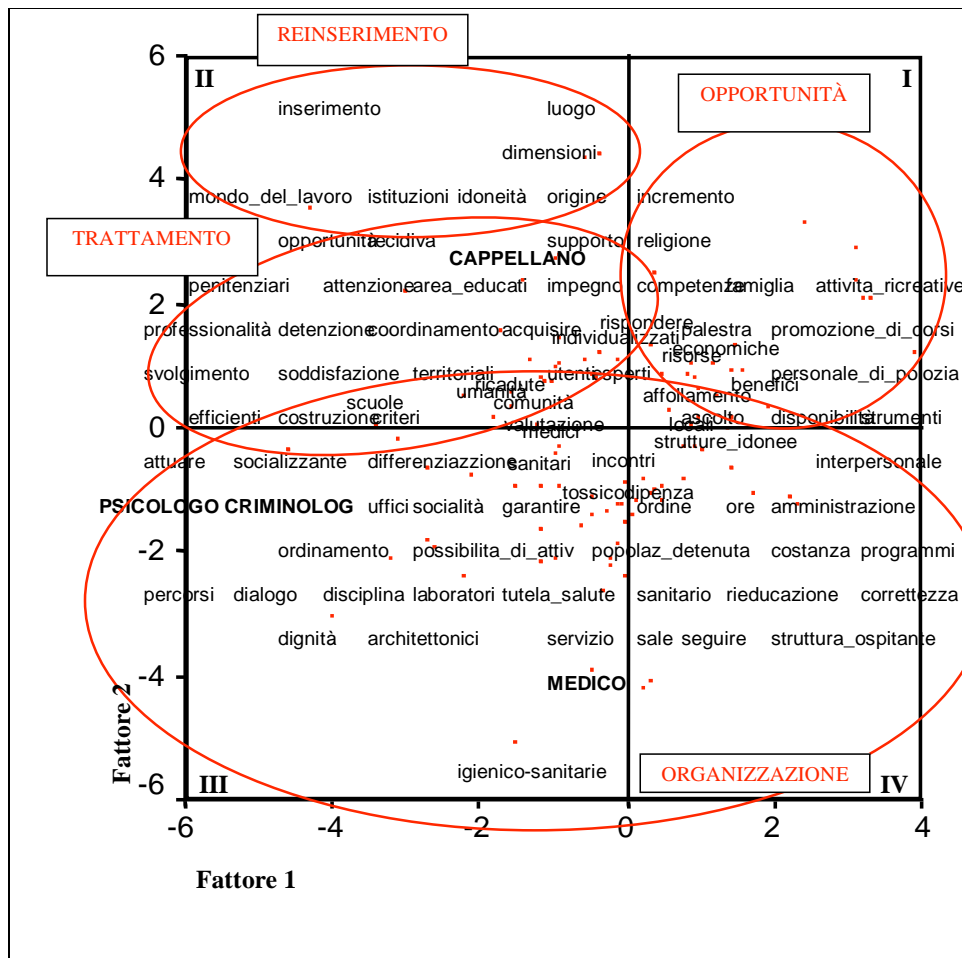 REINSERIMENTO
6
II
I
OPPORTUNITÀ
inserimento
luogo
dimensioni
4
mondo_del_lavoro istituzioni idoneità origine incremento
TRATTAMENTO
opportunità recidiva supporto religione
CAPPELLANO
penitenziari attenzione area_educati impegno competenze famiglia attivita_ricreative
2
professionalità detenzione coordinamento acquisire rispondere palestra promozione_di_corsi
individualizzati economiche
risorse
svolgimento soddisfazione territoriali utenti esperti personale_di_polozia
ricadute benefici
umanità affollamento
scuole comunità
efficienti costruzione criteri ascolto disponibilità strumenti
0
valutazione locali
medici strutture_idonee
attuare socializzante differenziazzione sanitari incontri interpersonale
tossicodipenza
PSICOLOGO CRIMINOLOG uffici socialità garantire ordine ore amministrazione
-2
ordinamento possibilita_di_attiv popolaz_detenuta costanza programmi
percorsi dialogo disciplina laboratori tutela_salute sanitario rieducazione correttezza
dignità architettonici servizio sale seguire struttura_ospitante
-4
MEDICO
Fattore 2
igienico-sanitarie
ORGANIZZAZIONE
-6
III
IV
-6 -4 -2 0 2 4
Fattore 1